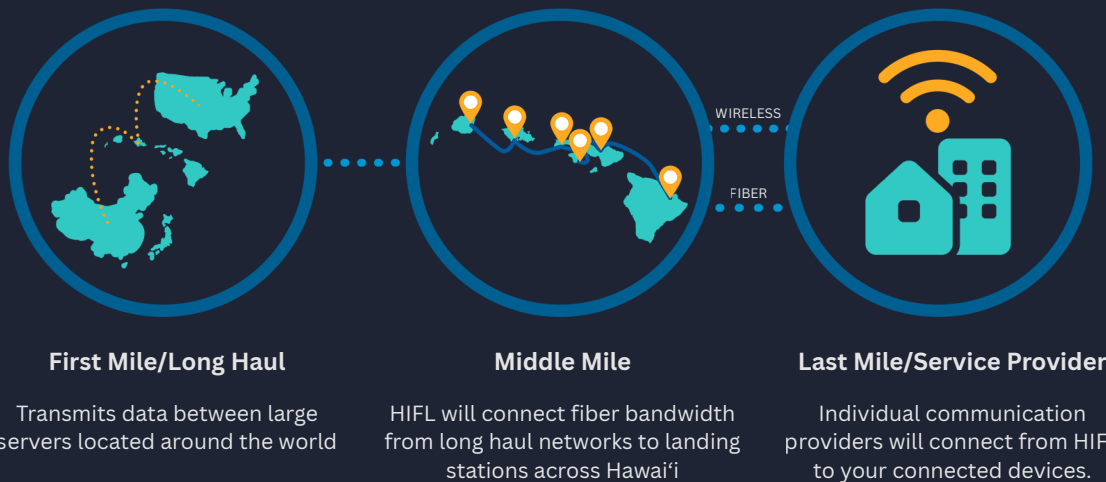 WIRELESS
FIBER
First Mile/Long Haul
Transmits data between large
servers located around the world
Middle Mile
HIFL will connect fiber bandwidth
from long haul networks to landing
stations across Hawaiʻi
Last Mile/Service Provider
Individual communication
providers will connect from HIF
to your connected devices.